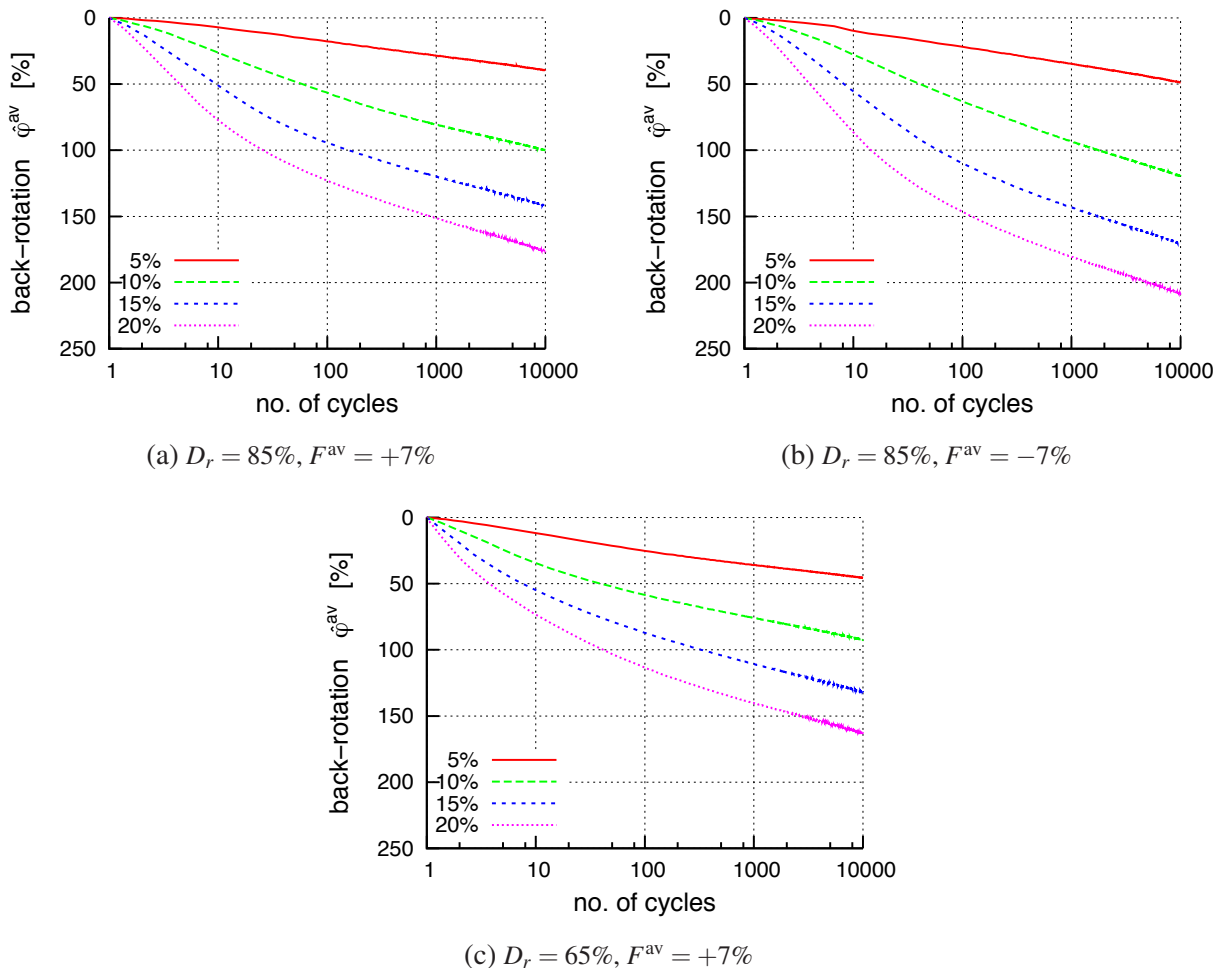 0
50
100
150
200
250
back−rotation φ̂ᵃᵛ [%]
5%
10%
15%
20%
1 10 100 1000 10000
no. of cycles
(a) D_r = 85%, F^av = +7%
0
50
100
150
200
250
back−rotation φ̂ᵃᵛ [%]
5%
10%
15%
20%
1 10 100 1000 10000
no. of cycles
(b) D_r = 85%, F^av = −7%
0
50
100
150
200
250
back−rotation φ̂ᵃᵛ [%]
5%
10%
15%
20%
1 10 100 1000 10000
no. of cycles
(c) D_r = 65%, F^av = +7%